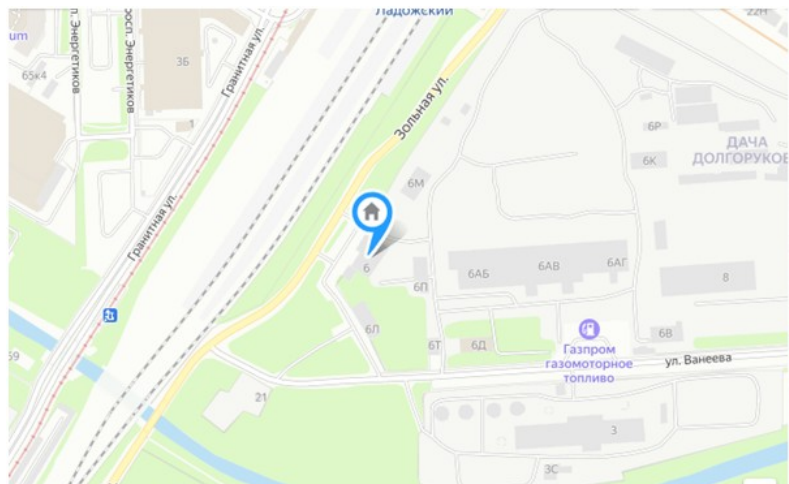 Ладожский
22Н
um
просп. Энергетиков
просп. Энергетиков
65к4
3Б
Гранитная ул.
1
Зольная ул.
6Р
6К
ДАЧА
ДОЛГОРУКОВ
6М
Гранитная ул.
6
6П
6АБ
6АВ
6АГ
8
6Л
6Т
6Д
6В
Газпром
газомоторное
топливо
ул. Ванеева
59
21
3
3С